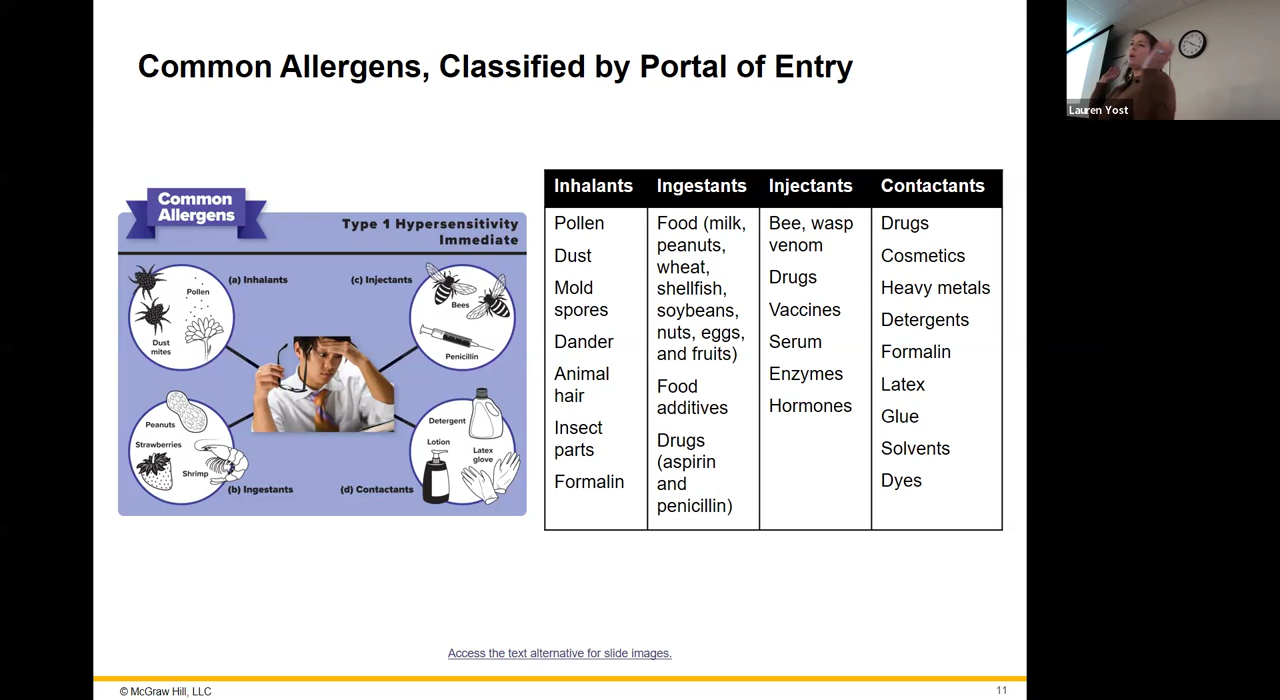 Common Allergens, Classified by Portal of Entry
Lauren Yost
Common
Allergens
Type 1 Hypersensitivity
Immediate
(a) Inhalants
Pollen
Dust
mites
(c) Injectants
Bees
Penicillin
Peanuts
Strawberries
Shrimp
(b) Ingestants
Detergent
Lotion
Latex
glove
(d) Contactants
Inhalants
Pollen
Dust
Mold
spores
Dander
Animal
hair
Insect
parts
Formalin
Ingestants
Food (milk,
peanuts,
wheat,
shellfish,
soybeans,
nuts, eggs,
and fruits)
Food
additives
Drugs
(aspirin
and
penicillin)
Injectants
Bee, wasp
venom
Drugs
Vaccines
Serum
Enzymes
Hormones
Contactants
Drugs
Cosmetics
Heavy metals
Detergents
Formalin
Latex
Glue
Solvents
Dyes
Access the text alternative for slide images.
© McGraw Hill, LLC
11